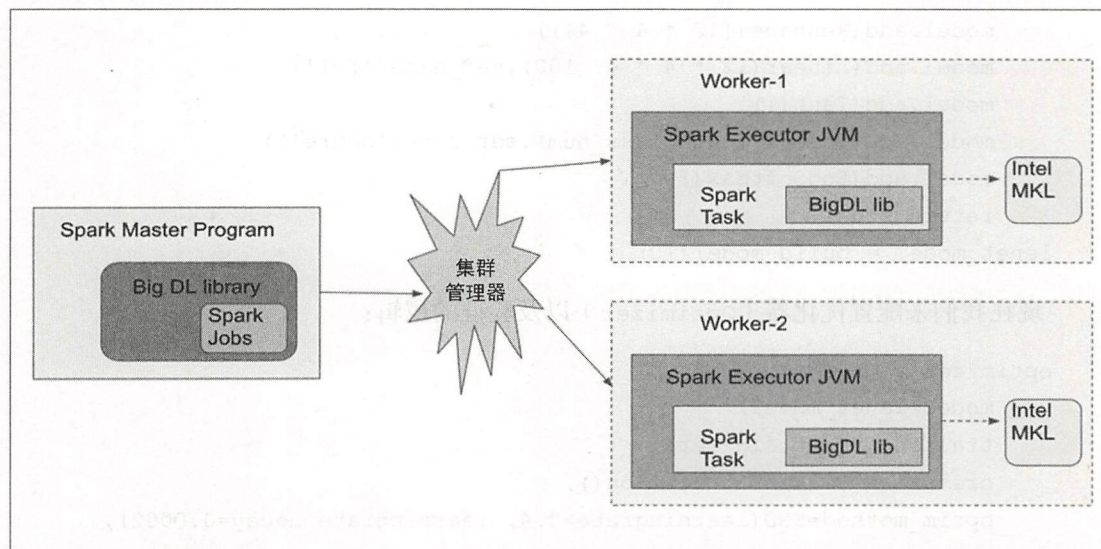 Spark Master Program
Big DL library
Spark
Jobs
集群
管理器
Worker-1
Spark Executor JVM
Spark
Task
BigDL lib
Intel
MKL
Worker-2
Spark Executor JVM
Spark
Task
BigDL lib
Intel
MKL